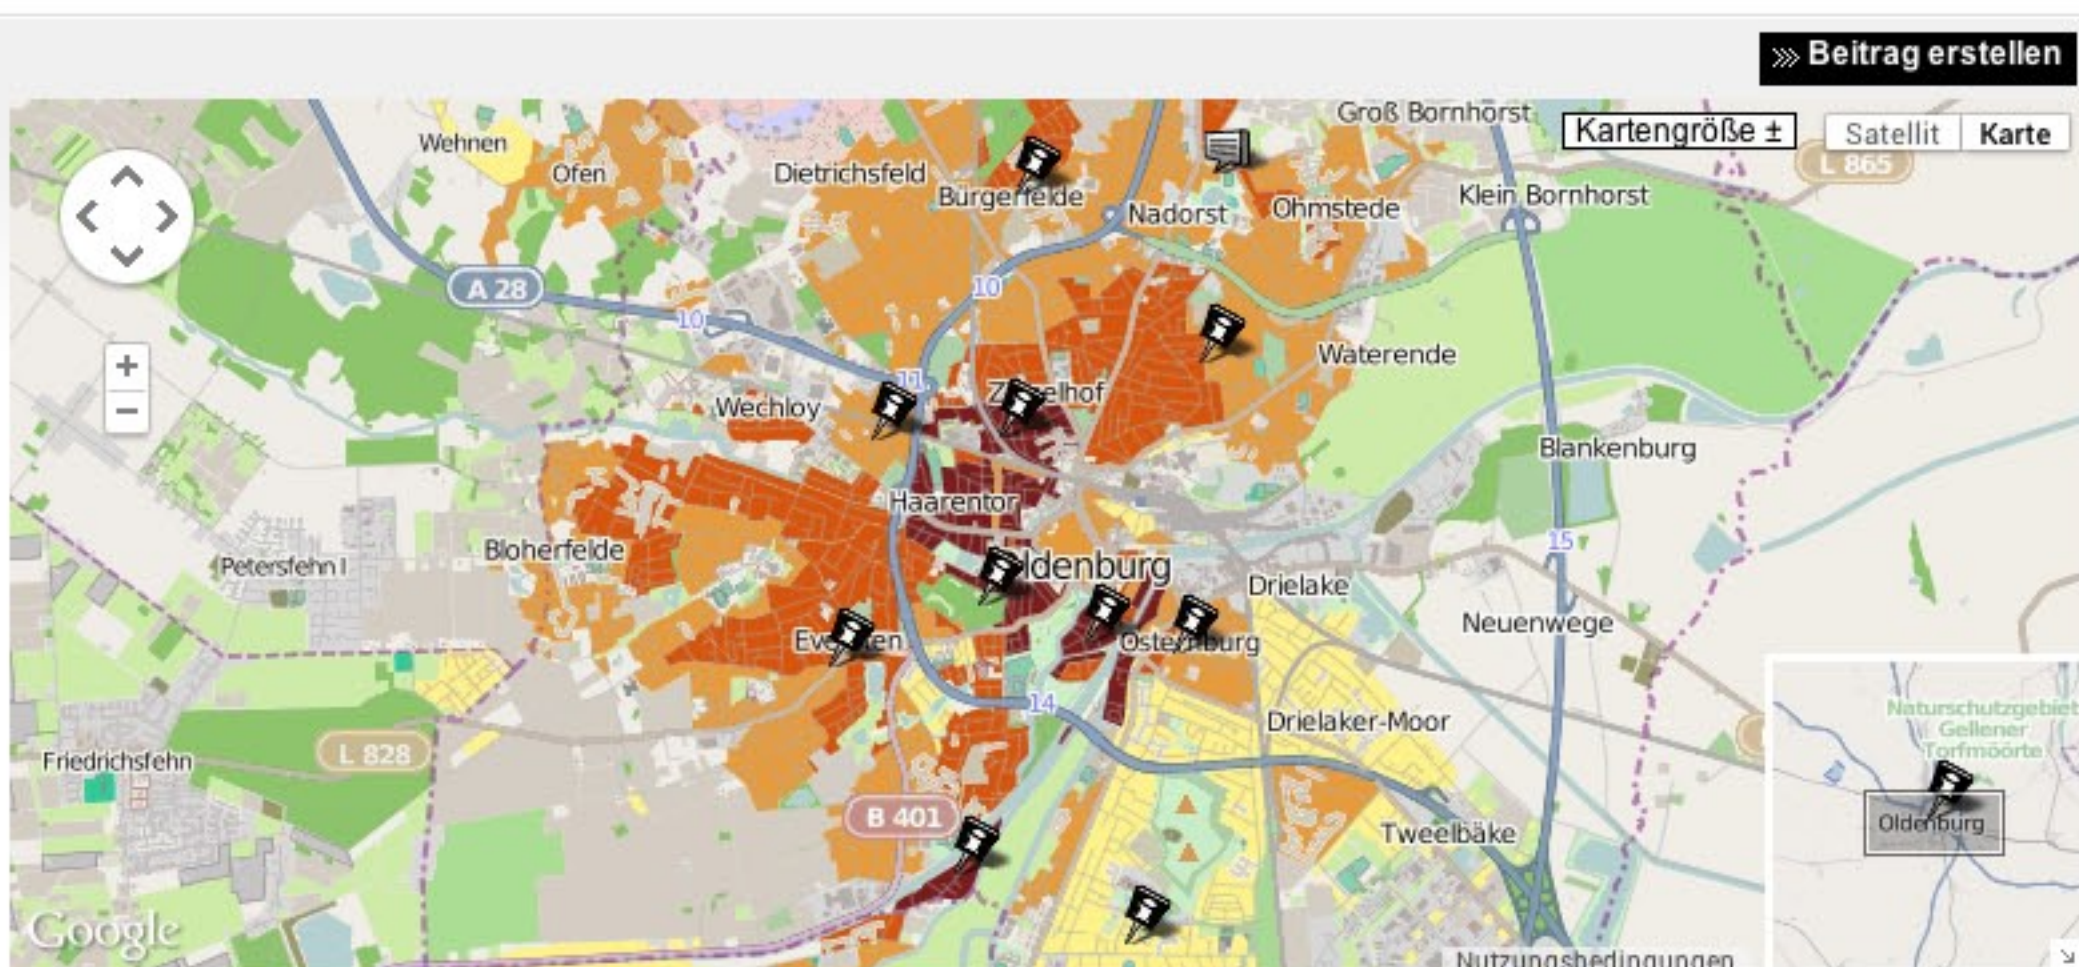 Beitrag erstellen
Groß Bornhorst
Kartengröße ±
Satellit
Karte
Wehnen
Ofen
Dietrichsfeld
L 865
Bürgerfelde
Nadorst
Ohmstede
Klein Bornhorst
A 28
10
10
11
Waterende
Wechloy
Blankenburg
Haarentor
Bloherfelde
Petersfehn I
15
Drielake
Neuenwege
14
Drielaker-Moor
Naturschutzgebiet
Gellener
Torfmöörte
L 828
Friedrichsfehn
B 401
Tweelbäke
Oldenburg
Google
Nutzungsbedingungen